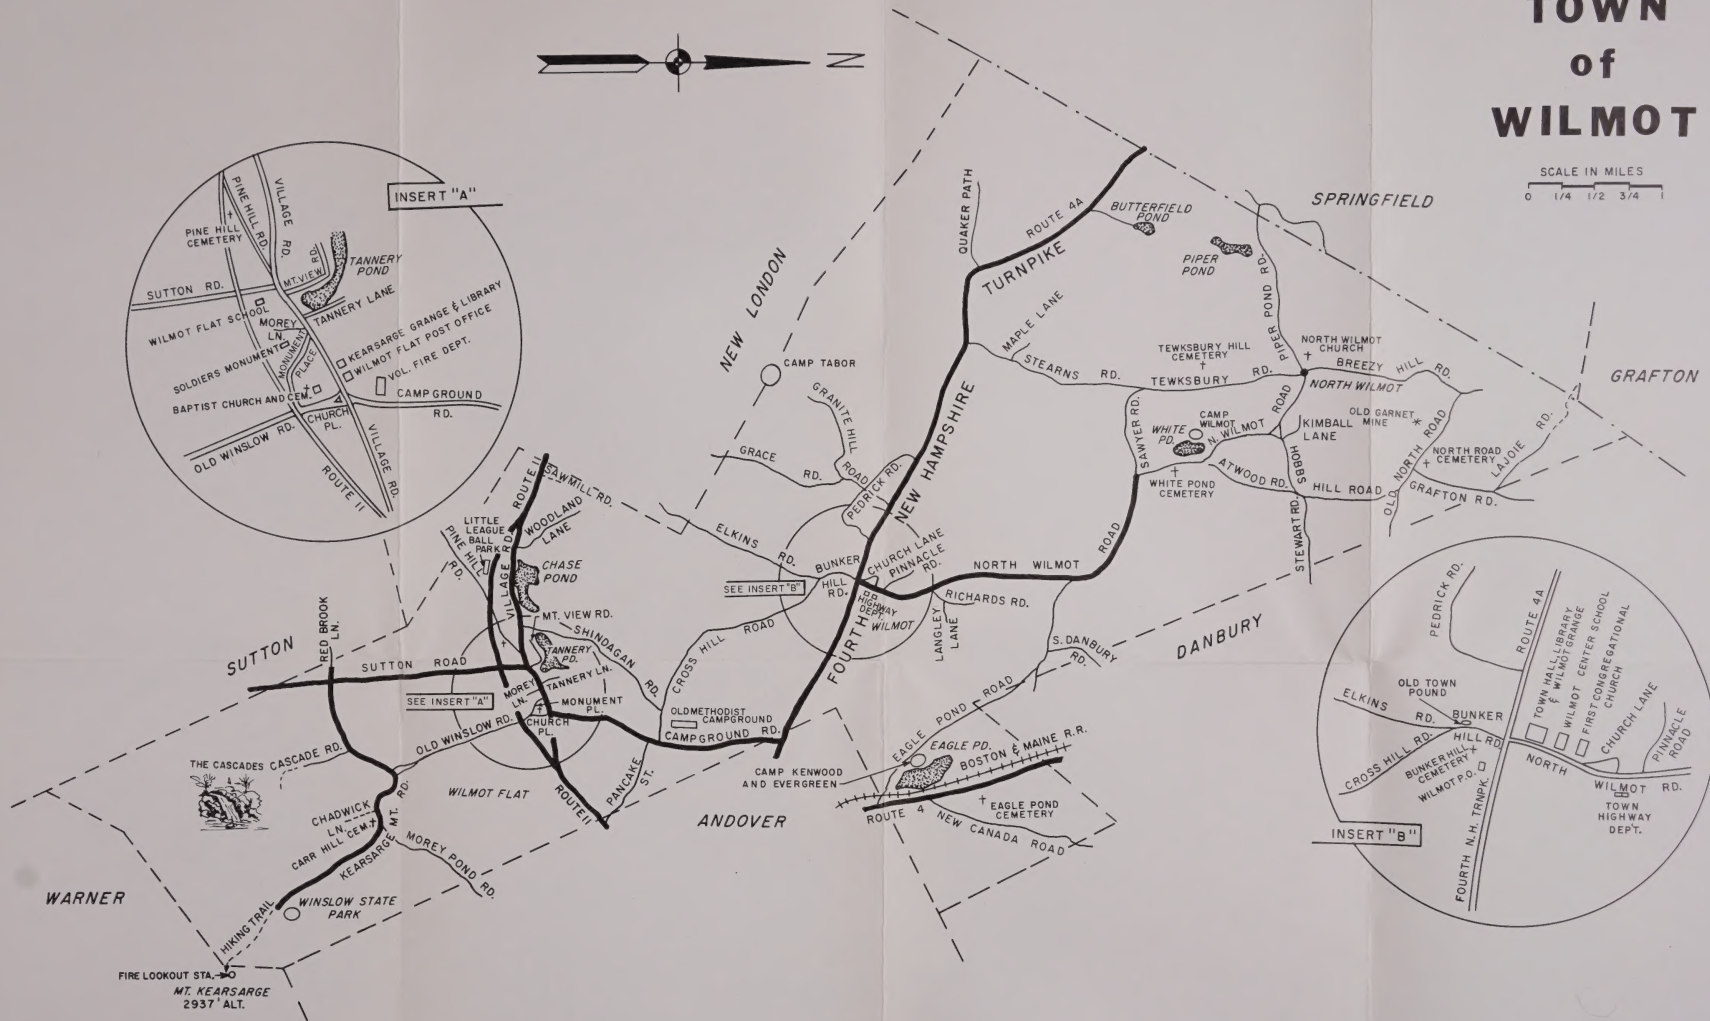 TOWN
of
WILMOT
SCALE IN MILES
0 1/4 1/2 3/4 1
N
INSERT "A"
PINE HILL RD.
VILLAGE RD.
PINE HILL
CEMETERY
MT. VIEW RD.
TANNERY
POND
SUTTON RD.
TANNERY LANE
WILMOT FLAT SCHOOL
MOREY
LN.
MONUMENT
PLACE
SOLDIERS MONUMENT
KEARSARGE GRANGE & LIBRARY
WILMOT FLAT POST OFFICE
VOL. FIRE DEPT.
BAPTIST CHURCH AND CEM.
CAMPGROUND
RD.
CHURCH
PL.
OLD WINSLOW RD.
ROUTE 11
VILLAGE RD.
NEW LONDON
SPRINGFIELD
GRAFTON
DANBURY
ANDOVER
SUTTON
WARNER
QUAKER PATH
ROUTE 4A
BUTTERFIELD
POND
TURNPIKE
PIPER
POND
PIPER POND RD.
MAPLE LANE
STEARNS RD.
TEWKSBURY HILL
CEMETERY
TEWKSBURY RD.
NORTH WILMOT
CHURCH
BREEZY HILL RD.
NORTH WILMOT
SAWYER RD.
CAMP
WILMOT
WHITE
PD.
N. WILMOT ROAD
KIMBALL
LANE
OLD GARNET
MINE
OLD NORTH ROAD
NORTH ROAD
CEMETERY
LAJOIE RD.
GRAFTON RD.
WHITE POND
CEMETERY
ATWOOD RD.
HOBBS HILL ROAD
STEWART RD.
CAMP TABOR
GRANITE HILL
ROAD
GRACE RD.
PEDRICK RD.
NEW HAMPSHIRE
ELKINS RD.
BUNKER
HILL
RD.
CHURCH LANE
PINNACLE
RD.
SEE INSERT "B"
HIGHWAY
DEPT.
WILMOT
NORTH WILMOT ROAD
RICHARDS RD.
LANGLEY
LANE
S. DANBURY
RD.
FOURTH
CROSS HILL ROAD
SAWMILL RD.
ROUTE 11
WOODLAND
LANE
LITTLE
LEAGUE
BALL
PARK
PINE HILL
RD.
VILLAGE RD.
CHASE
POND
MT. VIEW RD.
SHINDAGAN RD.
TANNERY
PD.
RED BROOK
LN.
SUTTON ROAD
SEE INSERT "A"
MOREY
LN.
TANNERY LN.
MONUMENT
PL.
CHURCH
PL.
OLD WINSLOW RD.
OLD METHODIST
CAMPGROUND
CAMPGROUND RD.
PANCAKE
ST.
ROUTE 11
WILMOT FLAT
CAMP KENWOOD
AND EVERGREEN
EAGLE POND ROAD
EAGLE PD.
BOSTON & MAINE R.R.
ROUTE 4
EAGLE POND
CEMETERY
NEW CANADA ROAD
THE CASCADES
CASCADE RD.
CHADWICK
LN.
CARR HILL CEM.
KEARSARGE MT. RD.
MOREY POND RD.
WINSLOW STATE
PARK
HIKING TRAIL
FIRE LOOKOUT STA.
MT. KEARSARGE
2937' ALT.
PEDRICK RD.
ROUTE 4A
OLD TOWN
POUND
ELKINS RD.
BUNKER
HILL RD.
CROSS HILL RD.
BUNKER HILL
CEMETERY
WILMOT P.O.
TOWN HALL, LIBRARY
& WILMOT GRANGE
WILMOT CENTER SCHOOL
FIRST CONGREGATIONAL
CHURCH
CHURCH LANE
PINNACLE
ROAD
NORTH WILMOT RD.
TOWN
HIGHWAY
DEP'T.
FOURTH N.H. TRNPK.
INSERT "B"